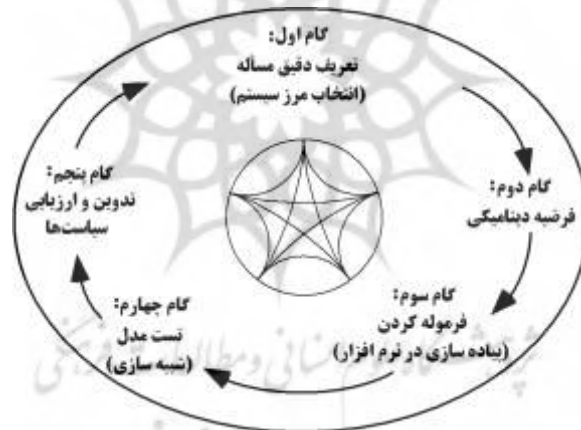 گام اول:
تعریف دقیق مسأله
(انتخاب مرز سیستم)
گام دوم:
فرضیه دینامیکی
گام سوم:
فرموله کردن
(پیاده سازی در نرم افزار)
گام چهارم:
تست مدل
(شبیه سازی)
گام پنجم:
تدوین و ارزیابی
سیاست‌ها